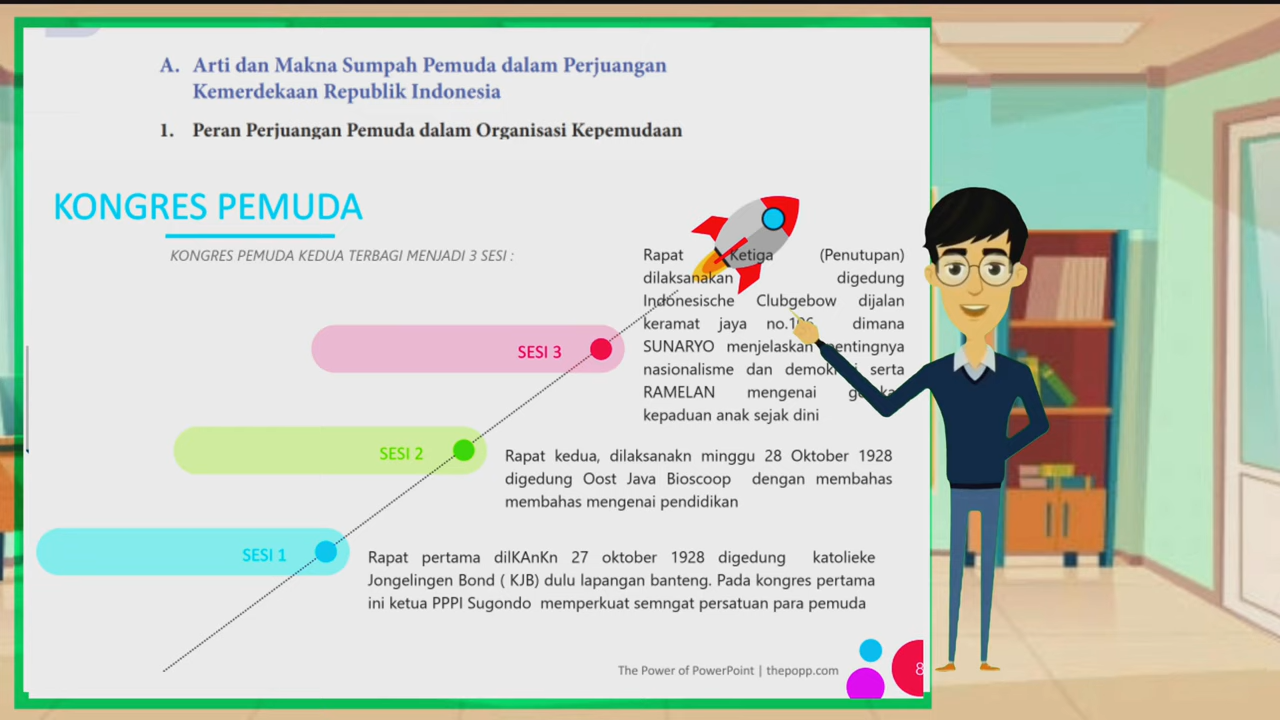 A. Arti dan Makna Sumpah Pemuda dalam Perjuangan
Kemerdekaan Republik Indonesia
1. Peran Perjuangan Pemuda dalam Organisasi Kepemudaan
KONGRES PEMUDA
KONGRES PEMUDA KEDUA TERBAGI MENJADI 3 SESI :
Rapat Ketiga (Penutupan)
dilaksanakan digedung
Indonesische Clubgebow dijalan
keramat jaya dimana
SUNARYO menjelaskan pentingnya
nasionalisme dan serta
RAMELAN mengenai
kepaduan anak sejak dini
SESI 3
SESI 2
Rapat kedua, dilaksanakn minggu 28 Oktober 1928
digedung Oost Java Bioscoop dengan membahas
membahas mengenai pendidikan
SESI 1
Rapat pertama dilKAnKn 27 oktober 1928 digedung katolieke
Jongelingen Bond ( KJB) dulu lapangan banteng. Pada kongres pertama
ini ketua PPPI Sugondo memperkuat semngat persatuan para pemuda
The Power of PowerPoint | thepopp.com
8